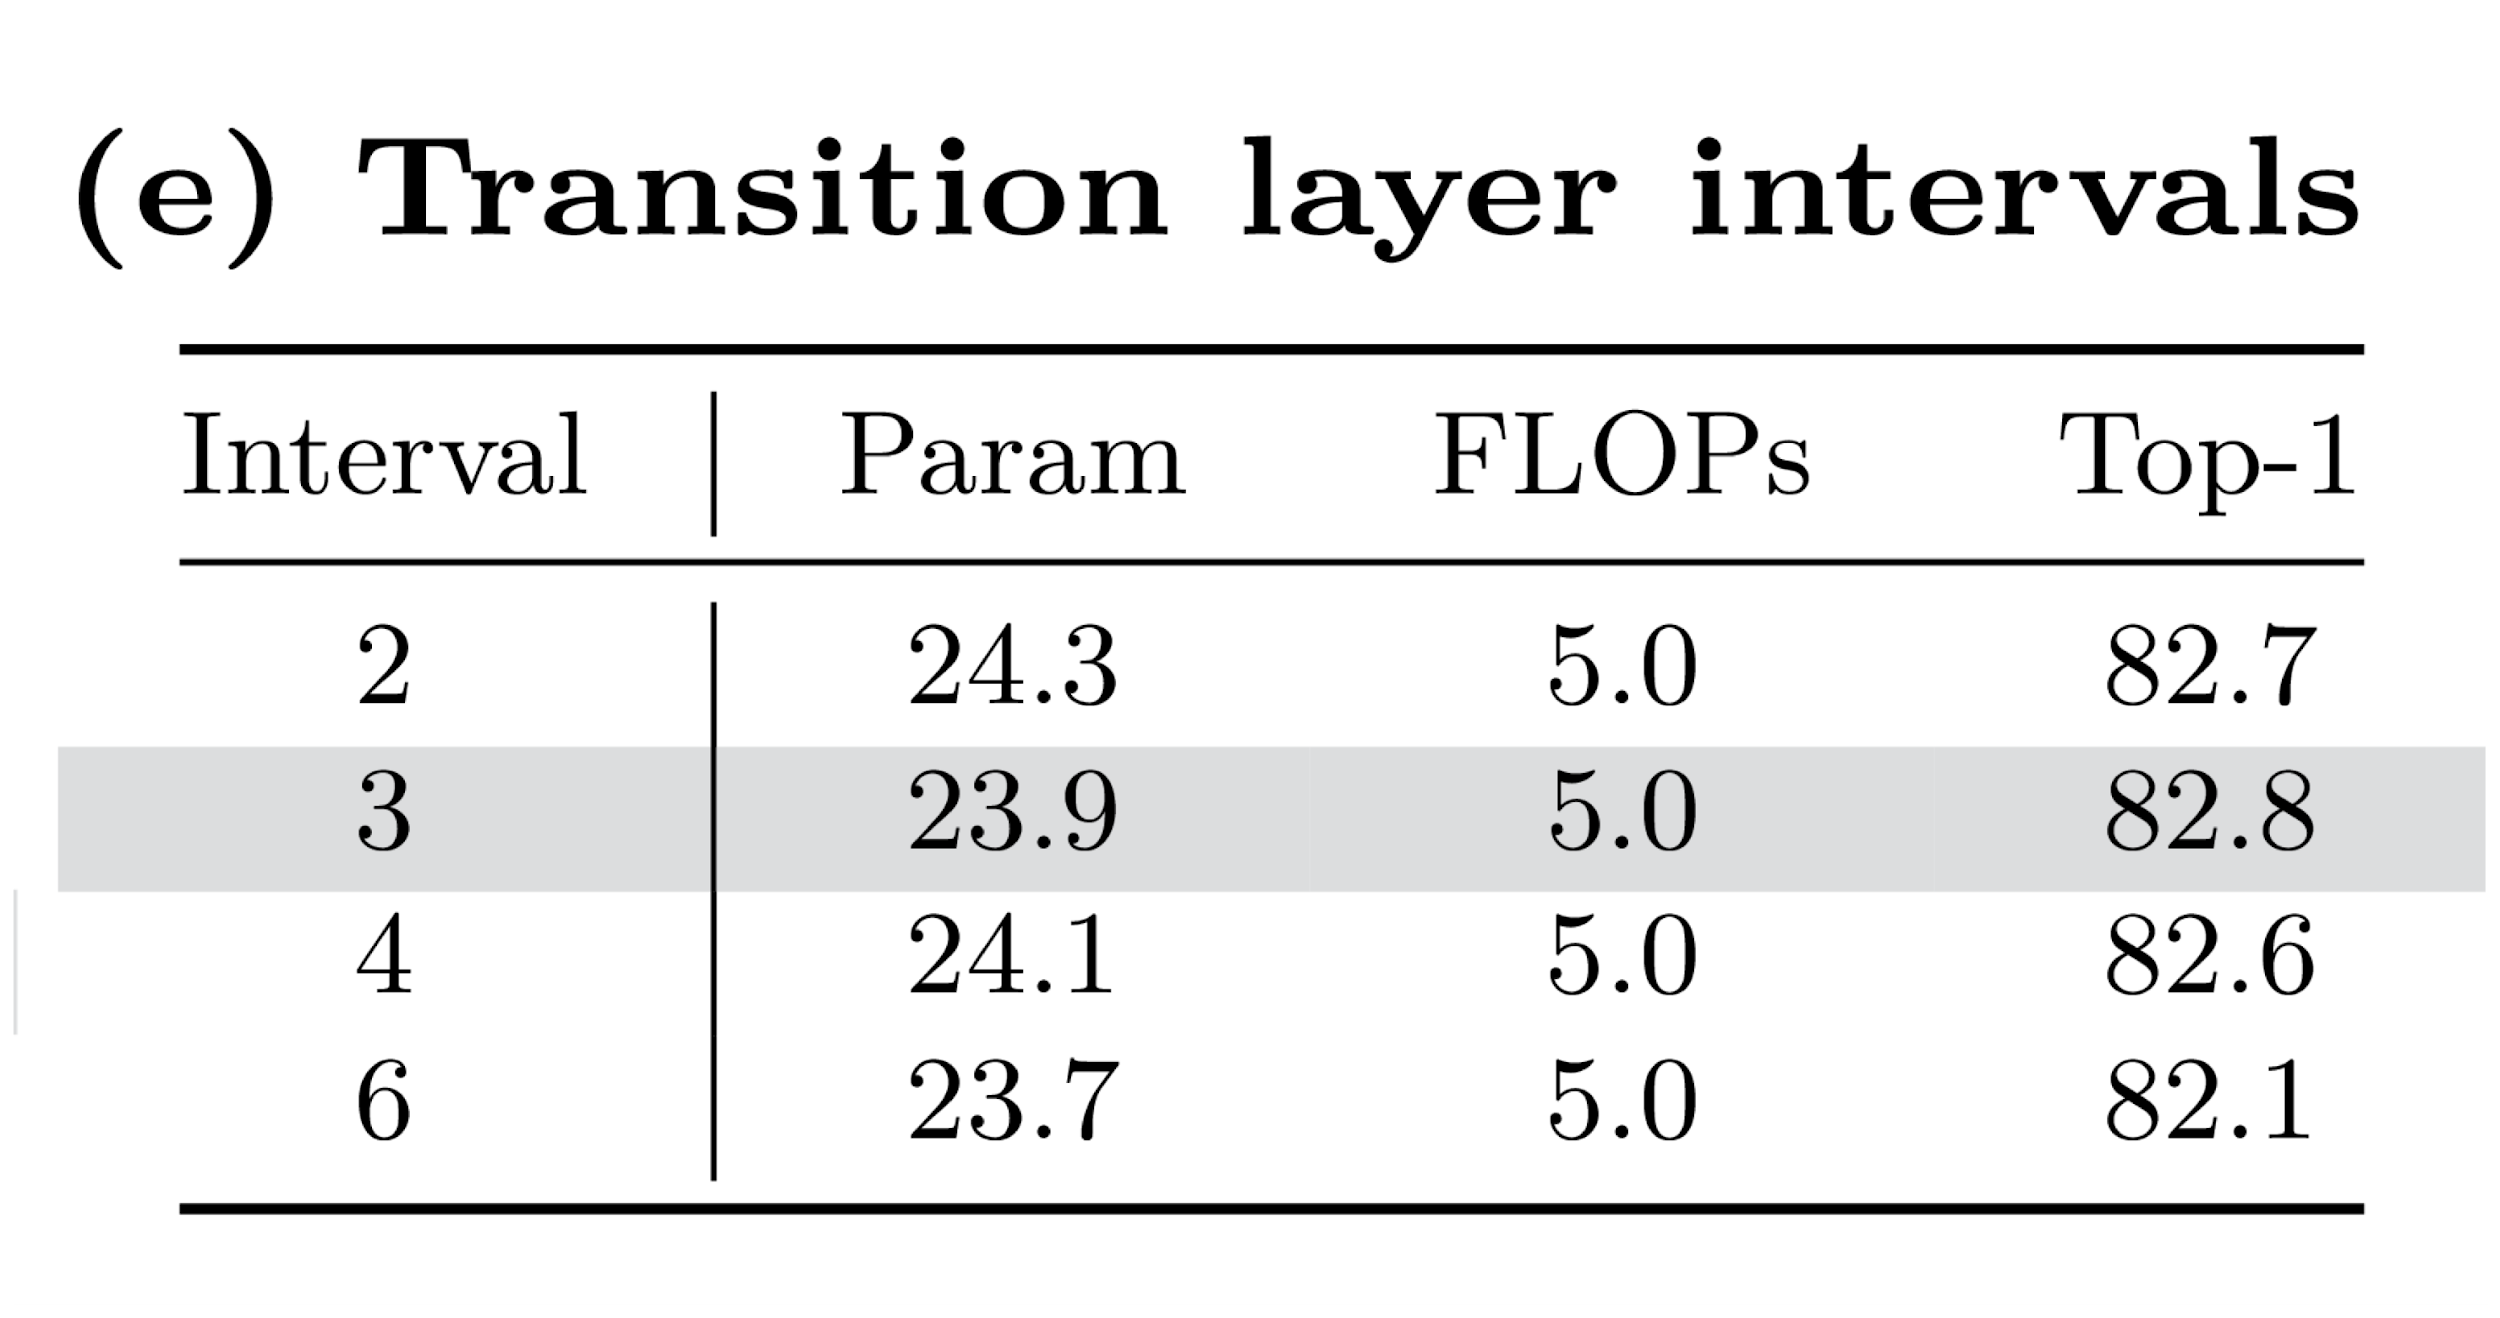 (e) Transition layer intervals
Interval Param FLOPs Top-1
2 24.3 5.0 82.7
3 23.9 5.0 82.8
4 24.1 5.0 82.6
6 23.7 5.0 82.1